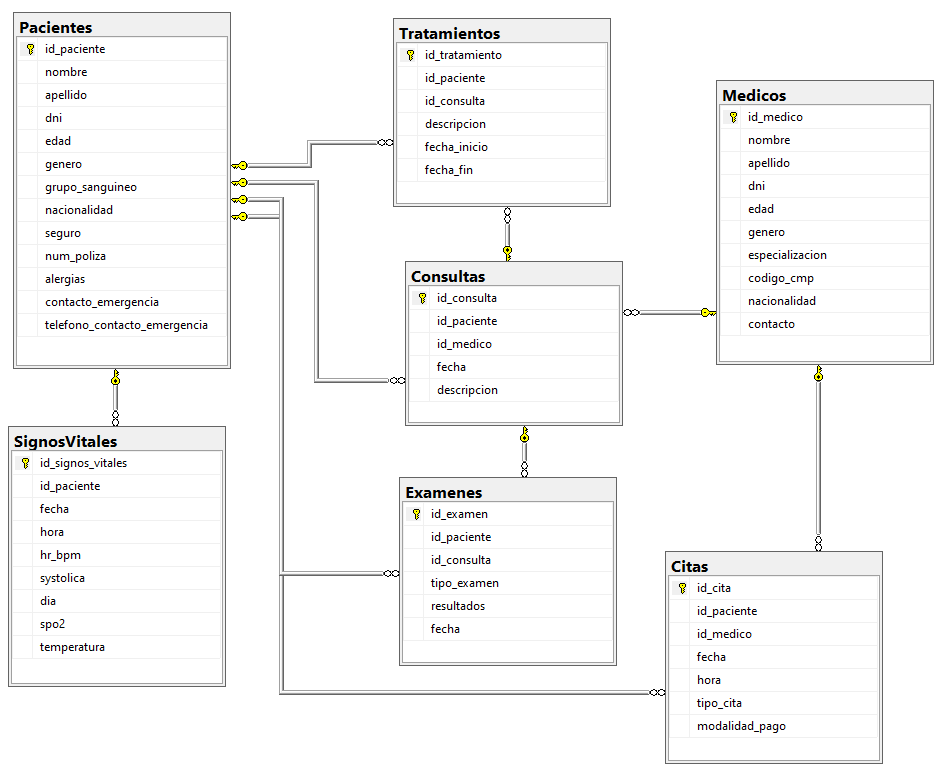 Pacientes
id_paciente
nombre
apellido
dni
edad
genero
grupo_sanguineo
nacionalidad
seguro
num_poliza
alergias
contacto_emergencia
telefono_contacto_emergencia
Tratamientos
id_tratamiento
id_paciente
id_consulta
descripcion
fecha_inicio
fecha_fin
Medicos
id_medico
nombre
apellido
dni
edad
genero
especializacion
codigo_cmp
nacionalidad
contacto
Consultas
id_consulta
id_paciente
id_medico
fecha
descripcion
SignosVitales
id_signos_vitales
id_paciente
fecha
hora
hr_bpm
systolica
dia
spo2
temperatura
Examenes
id_examen
id_paciente
id_consulta
tipo_examen
resultados
fecha
Citas
id_cita
id_paciente
id_medico
fecha
hora
tipo_cita
modalidad_pago